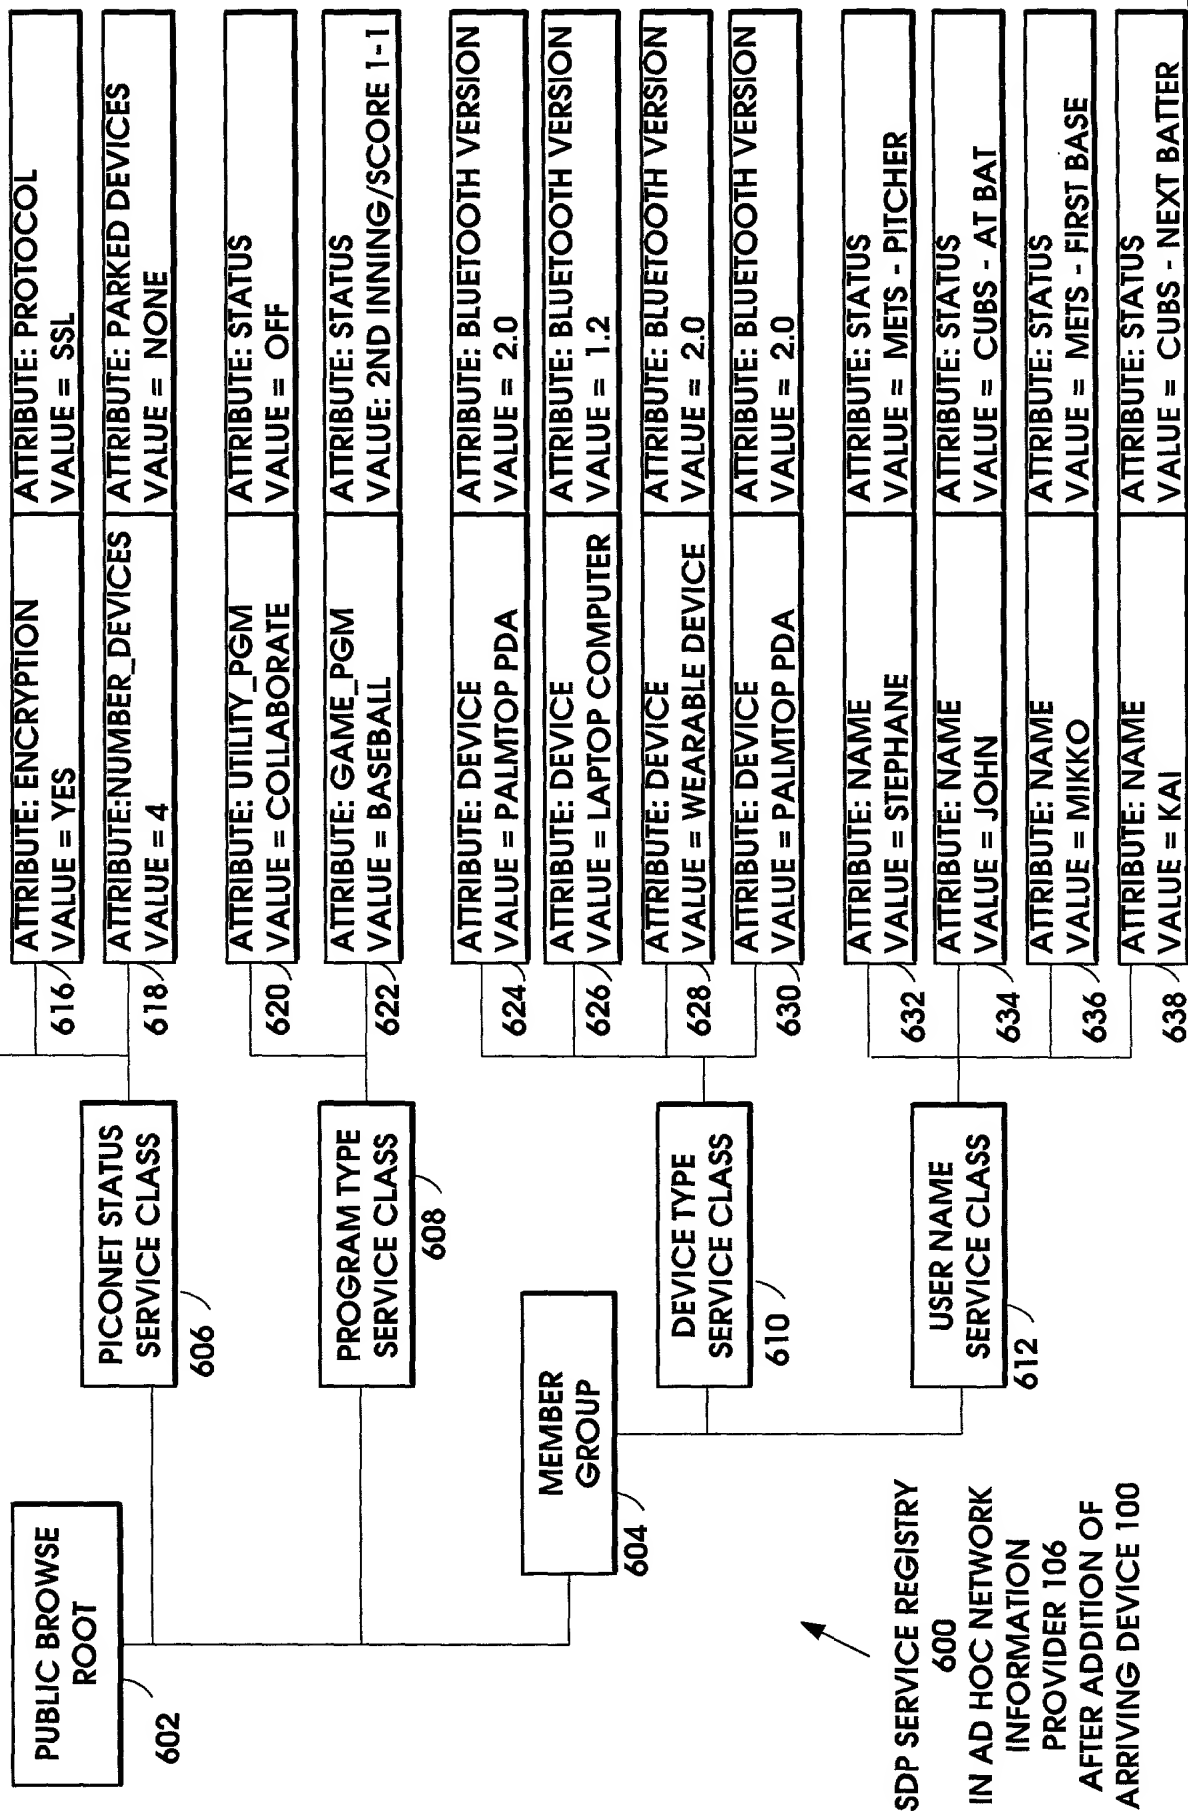 PUBLIC BROWSE
ROOT
602
PICONET STATUS
SERVICE CLASS
606
ATTRIBUTE: ENCRYPTION
VALUE = YES
ATTRIBUTE: PROTOCOL
VALUE = SSL
616
ATTRIBUTE:NUMBER_DEVICES
VALUE = 4
ATTRIBUTE: PARKED DEVICES
VALUE = NONE
618
PROGRAM TYPE
SERVICE CLASS
608
ATTRIBUTE: UTILITY_PGM
VALUE = COLLABORATE
ATTRIBUTE: STATUS
VALUE = OFF
620
ATTRIBUTE: GAME_PGM
VALUE = BASEBALL
ATTRIBUTE: STATUS
VALUE: 2ND INNING/SCORE 1-1
622
MEMBER
GROUP
604
DEVICE TYPE
SERVICE CLASS
610
ATTRIBUTE: DEVICE
VALUE = PALMTOP PDA
ATTRIBUTE: BLUETOOTH VERSION
VALUE = 2.0
624
ATTRIBUTE: DEVICE
VALUE = LAPTOP COMPUTER
ATTRIBUTE: BLUETOOTH VERSION
VALUE = 1.2
626
ATTRIBUTE: DEVICE
VALUE = WEARABLE DEVICE
ATTRIBUTE: BLUETOOTH VERSION
VALUE = 2.0
628
ATTRIBUTE: DEVICE
VALUE = PALMTOP PDA
ATTRIBUTE: BLUETOOTH VERSION
VALUE = 2.0
630
USER NAME
SERVICE CLASS
612
ATTRIBUTE: NAME
VALUE = STEPHANE
ATTRIBUTE: STATUS
VALUE = METS - PITCHER
632
ATTRIBUTE: NAME
VALUE = JOHN
ATTRIBUTE: STATUS
VALUE = CUBS - AT BAT
634
ATTRIBUTE: NAME
VALUE = MIKKO
ATTRIBUTE: STATUS
VALUE = METS - FIRST BASE
636
ATTRIBUTE: NAME
VALUE = KAI
ATTRIBUTE: STATUS
VALUE = CUBS - NEXT BATTER
638
SDP SERVICE REGISTRY
600
IN AD HOC NETWORK
INFORMATION
PROVIDER 106
AFTER ADDITION OF
ARRIVING DEVICE 100